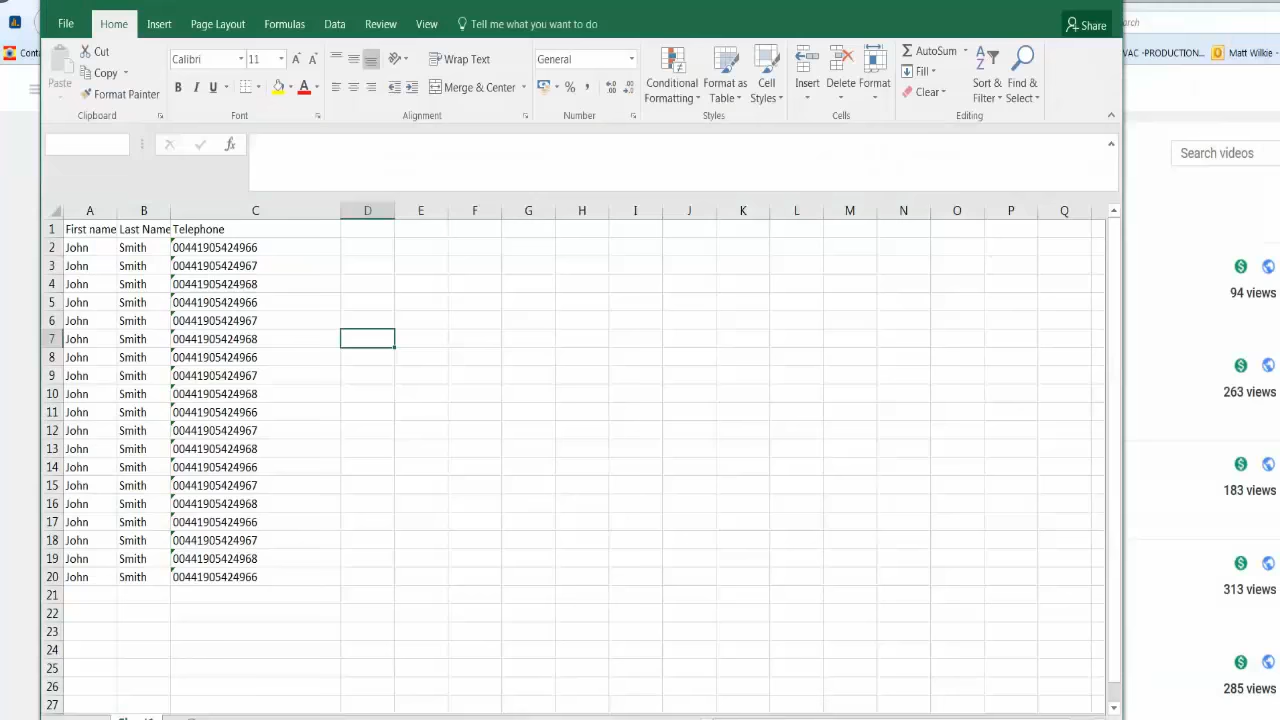 File Home Insert Page Layout Formulas Data Review View Tell me what you want to do Share
Cut
Copy
Format Painter
Paste
Clipboard
Calibri 11
B I U
Font
Wrap Text
Merge & Center
Alignment
General
%
Number
Conditional Formatting
Format as Table
Cell Styles
Styles
Insert Delete Format
Cells
AutoSum
Fill
Clear
Sort & Filter
Find & Select
Editing
fx
A B C D E F G H I J K L M N O P Q
1 First name Last Name Telephone
2 John Smith 00441905424966
3 John Smith 00441905424967
4 John Smith 00441905424968
5 John Smith 00441905424966
6 John Smith 00441905424967
7 John Smith 00441905424968
8 John Smith 00441905424966
9 John Smith 00441905424967
10 John Smith 00441905424968
11 John Smith 00441905424966
12 John Smith 00441905424967
13 John Smith 00441905424968
14 John Smith 00441905424966
15 John Smith 00441905424967
16 John Smith 00441905424968
17 John Smith 00441905424966
18 John Smith 00441905424967
19 John Smith 00441905424968
20 John Smith 00441905424966
21
22
23
24
25
26
27
Conta
arch
VAC -PRODUCTION... Matt Wilkie -
Search videos
94 views
263 views
183 views
313 views
285 views